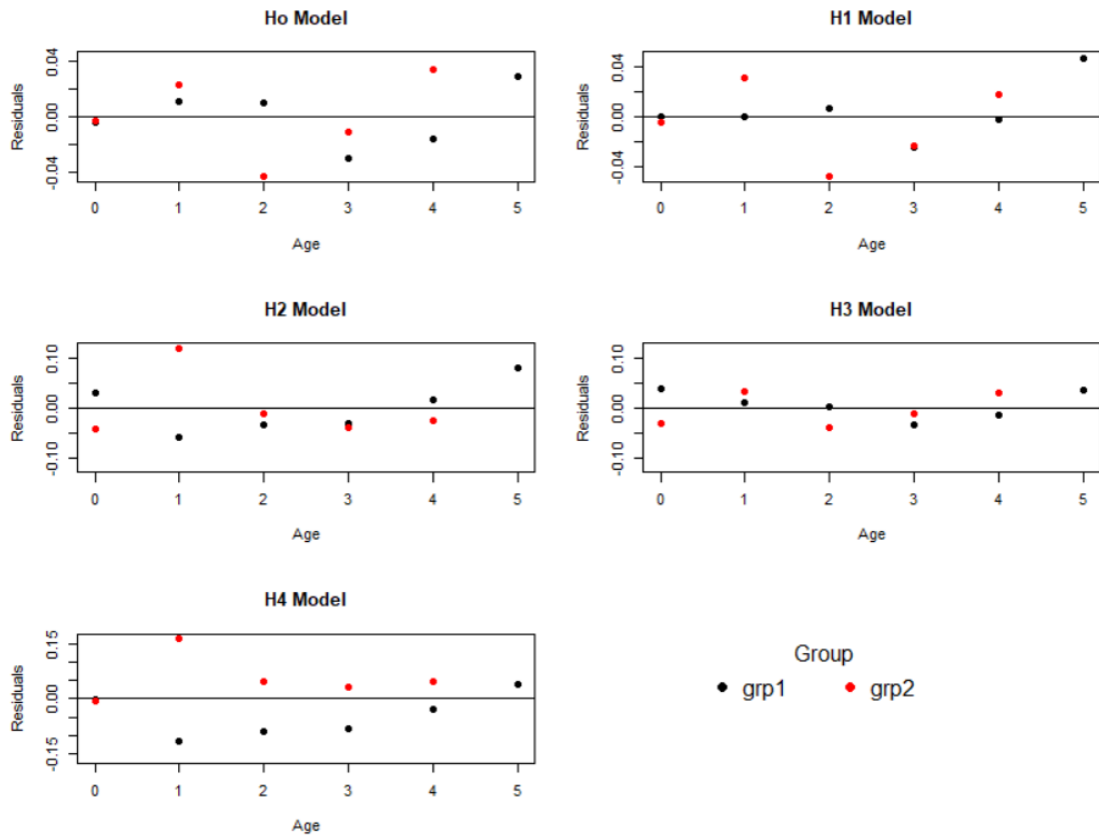 Ho Model
Residuals
-0.04 0.00 0.04
0 1 2 3 4 5
Age
H1 Model
Residuals
-0.04 0.00 0.04
0 1 2 3 4 5
Age
H2 Model
Residuals
-0.10 0.00 0.10
0 1 2 3 4 5
Age
H3 Model
Residuals
-0.10 0.00 0.10
0 1 2 3 4 5
Age
H4 Model
Residuals
-0.15 0.00 0.15
0 1 2 3 4 5
Age
Group
grp1 grp2